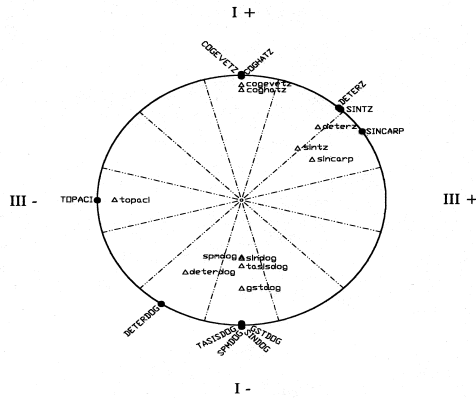 I +
COGEVETZ COGHATZ
cogevetz
coghatz
DETERZ
SINTZ
deterz
SINCARP
sintz
sincarp
III -
TOPACI
topaci
III +
spmdog sindog
tasisdog
deterdog
gstdog
DETERDOG
TASISDOG GSTDOG
SPMDOG SINDOG
I -